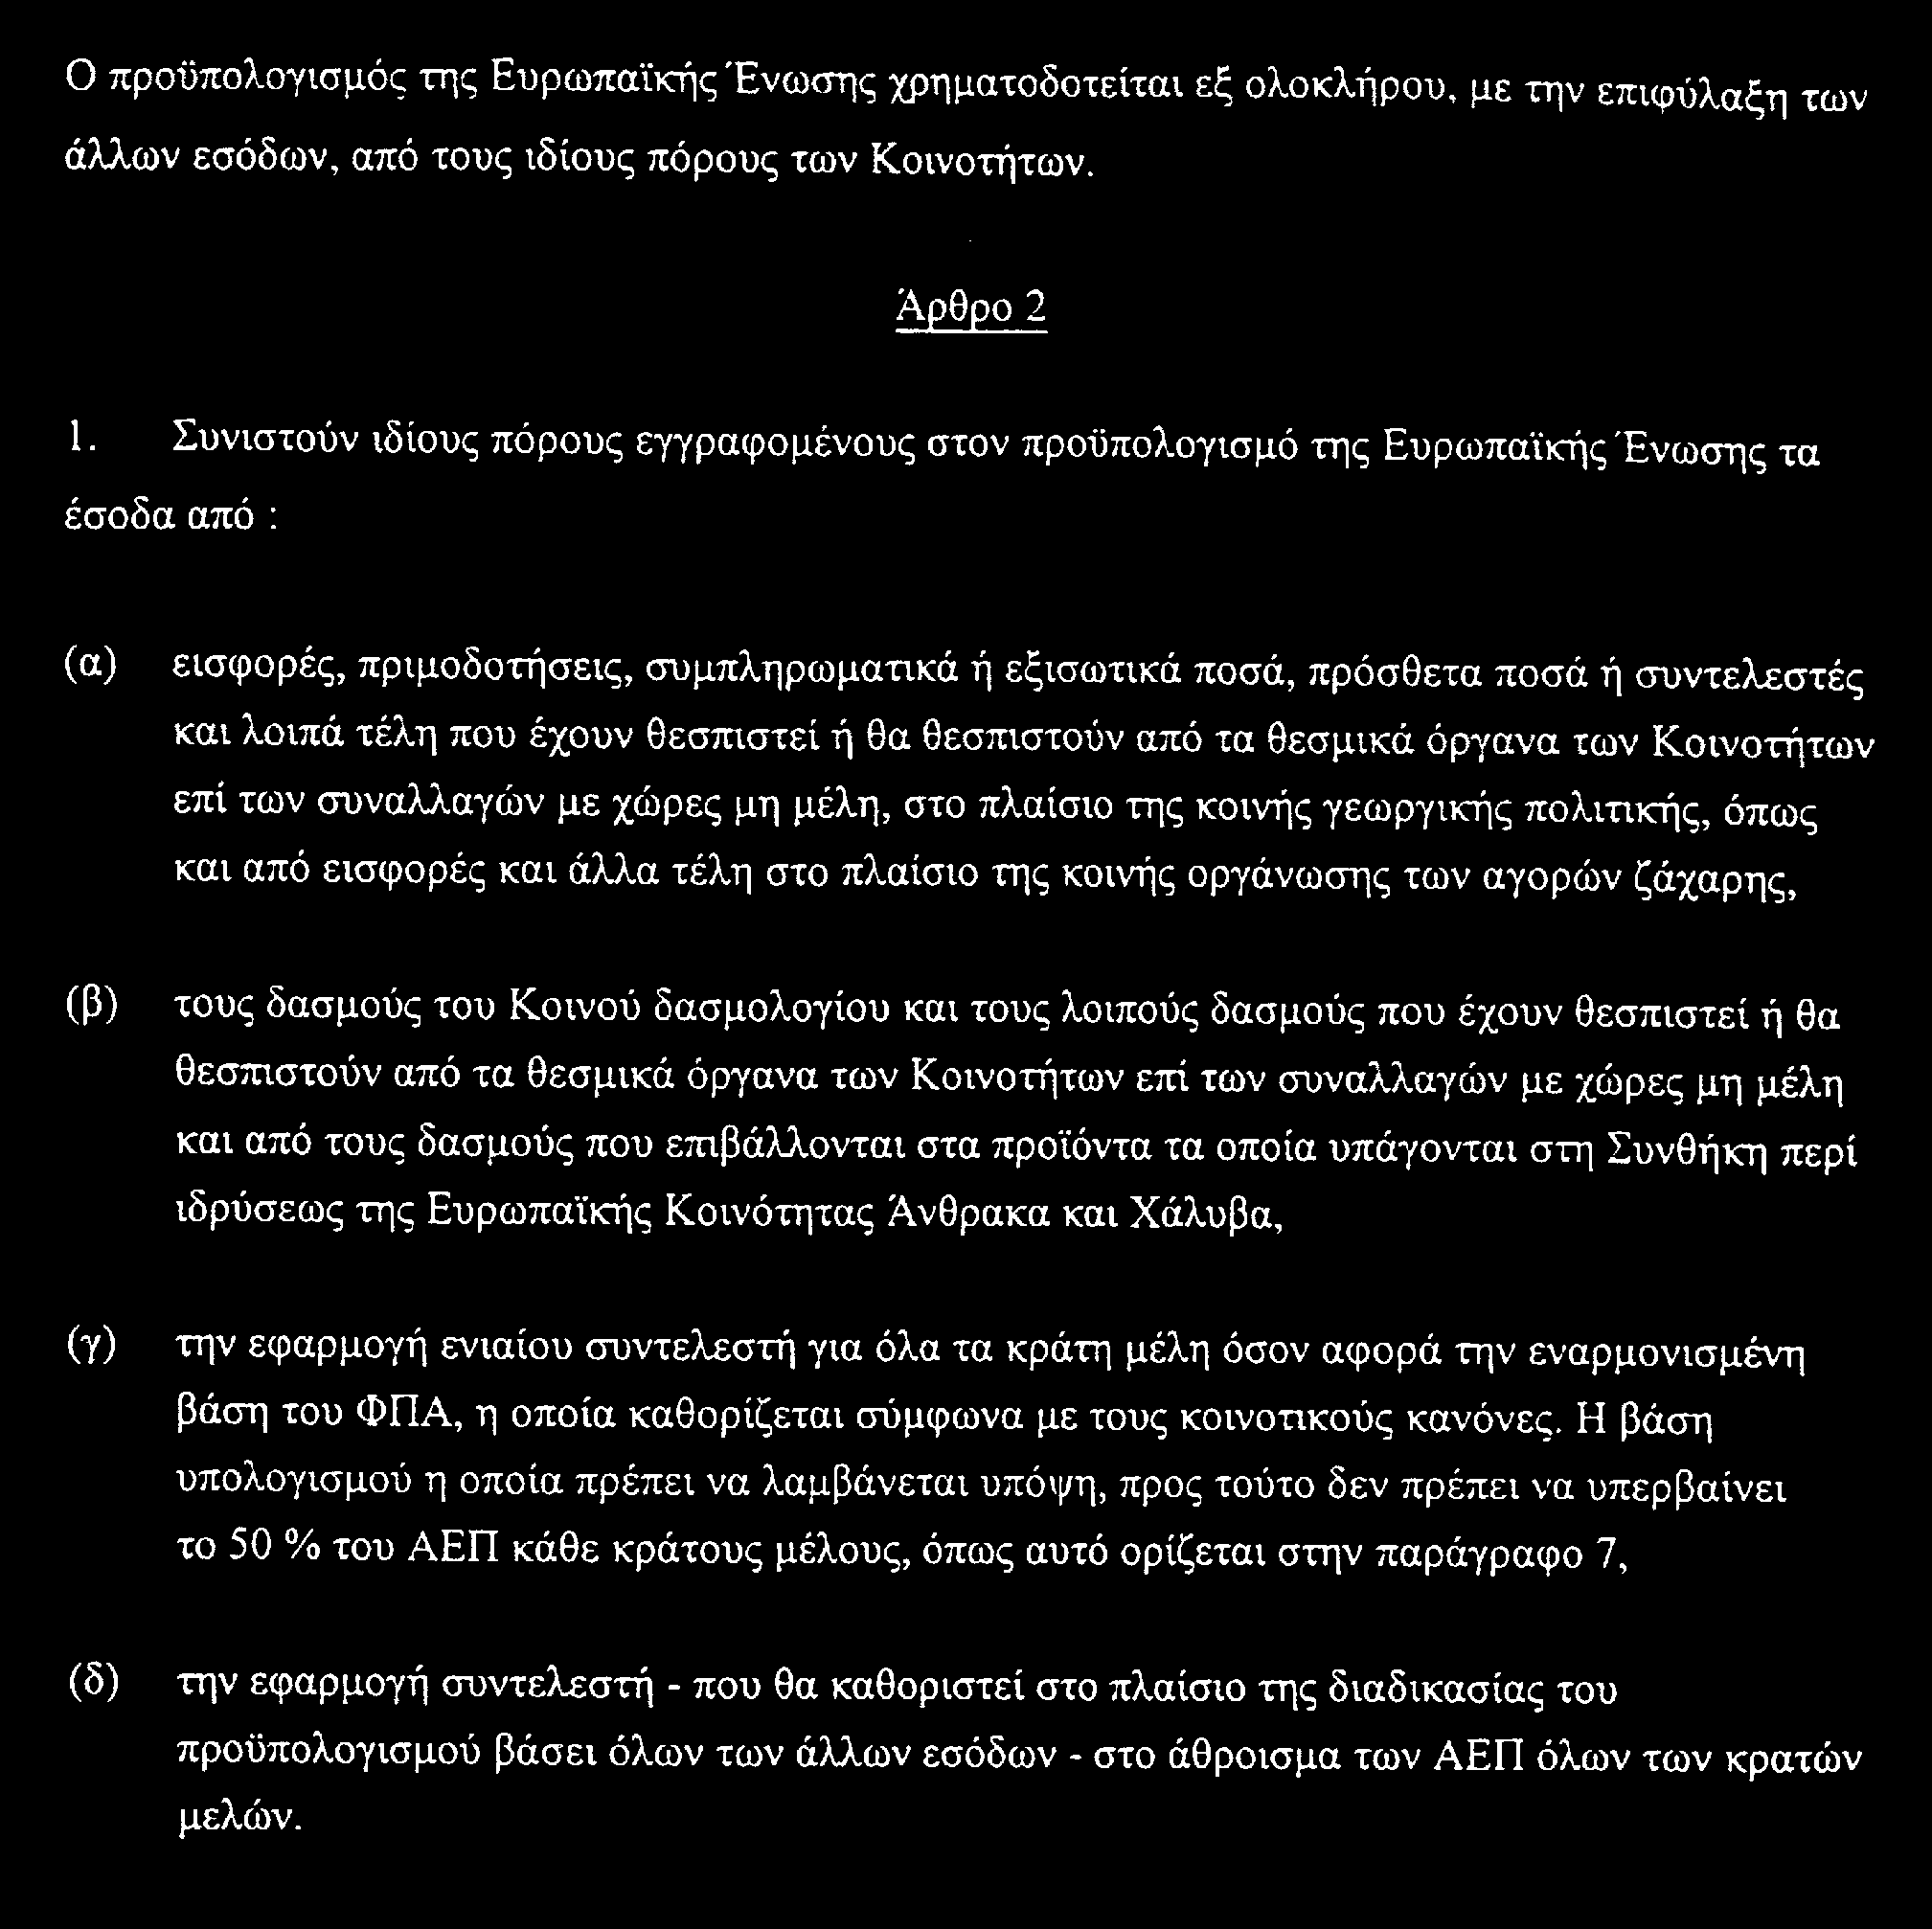 Ο προϋπολογισμός της Ευρωπαϊκής Ένωσης χρηματοδοτείται εξ ολοκλήρου, με την επιφύλαξη των
άλλων εσόδων, από τους ιδίους πόρους των Κοινοτήτων.
Άρθρο 2
1. Συνιστούν ιδίους πόρους εγγραφομένους στον προϋπολογισμό της Ευρωπαϊκής Ένωσης τα
έσοδα από :
(α) εισφορές, πριμοδοτήσεις, συμπληρωματικά ή εξισωτικά ποσά, πρόσθετα ποσά ή συντελεστές
και λοιπά τέλη που έχουν θεσπιστεί ή θα θεσπιστούν από τα θεσμικά όργανα των Κοινοτήτων
επί των συναλλαγών με χώρες μη μέλη, στο πλαίσιο της κοινής γεωργικής πολιτικής, όπως
και από εισφορές και άλλα τέλη στο πλαίσιο της κοινής οργάνωσης των αγορών ζάχαρης,
(β) τους δασμούς του Κοινού δασμολογίου και τους λοιπούς δασμούς που έχουν θεσπιστεί ή θα
θεσπιστούν από τα θεσμικά όργανα των Κοινοτήτων επί των συναλλαγών με χώρες μη μέλη
και από τους δασμούς που επιβάλλονται στα προϊόντα τα οποία υπάγονται στη Συνθήκη περί
ιδρύσεως της Ευρωπαϊκής Κοινότητας Άνθρακα και Χάλυβα,
(γ) την εφαρμογή ενιαίου συντελεστή για όλα τα κράτη μέλη όσον αφορά την εναρμονισμένη
βάση του ΦΠΑ, η οποία καθορίζεται σύμφωνα με τους κοινοτικούς κανόνες. Η βάση
υπολογισμού η οποία πρέπει να λαμβάνεται υπόψη, προς τούτο δεν πρέπει να υπερβαίνει
το 50 % του ΑΕΠ κάθε κράτους μέλους, όπως αυτό ορίζεται στην παράγραφο 7,
(δ) την εφαρμογή συντελεστή - που θα καθοριστεί στο πλαίσιο της διαδικασίας του
προϋπολογισμού βάσει όλων των άλλων εσόδων - στο άθροισμα των ΑΕΠ όλων των κρατών
μελών.